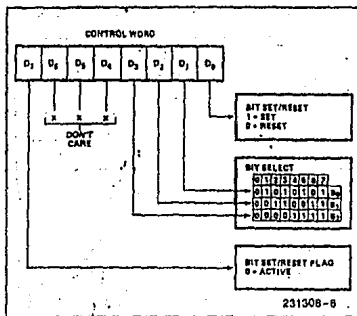 CONTROL WORD
D7 D6 D5 D4 D3 D2 D1 D0
X X X
DON'T
CARE
BIT SET/RESET
1 = SET
0 = RESET
BIT SELECT
0 1 2 3 4 5 6 7
0 1 0 1 0 1 0 1 B0
0 0 1 1 0 0 1 1 B1
0 0 0 0 1 1 1 1 B2
BIT SET/RESET FLAG
0 = ACTIVE
231308-6